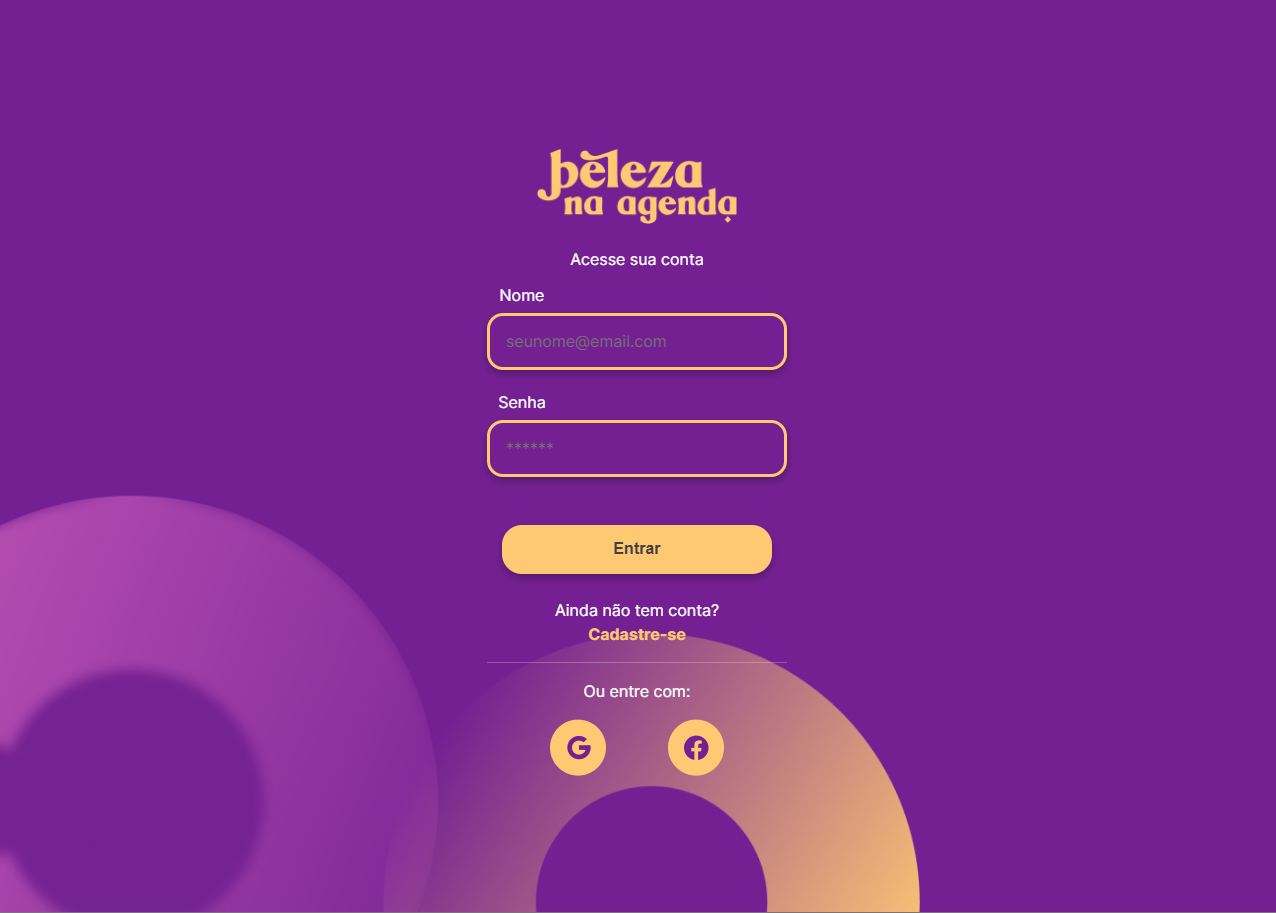 beleza
na agenda
Acesse sua conta
Nome
seunome@email.com
Senha
******
Entrar
Ainda não tem conta?
Cadastre-se
Ou entre com: